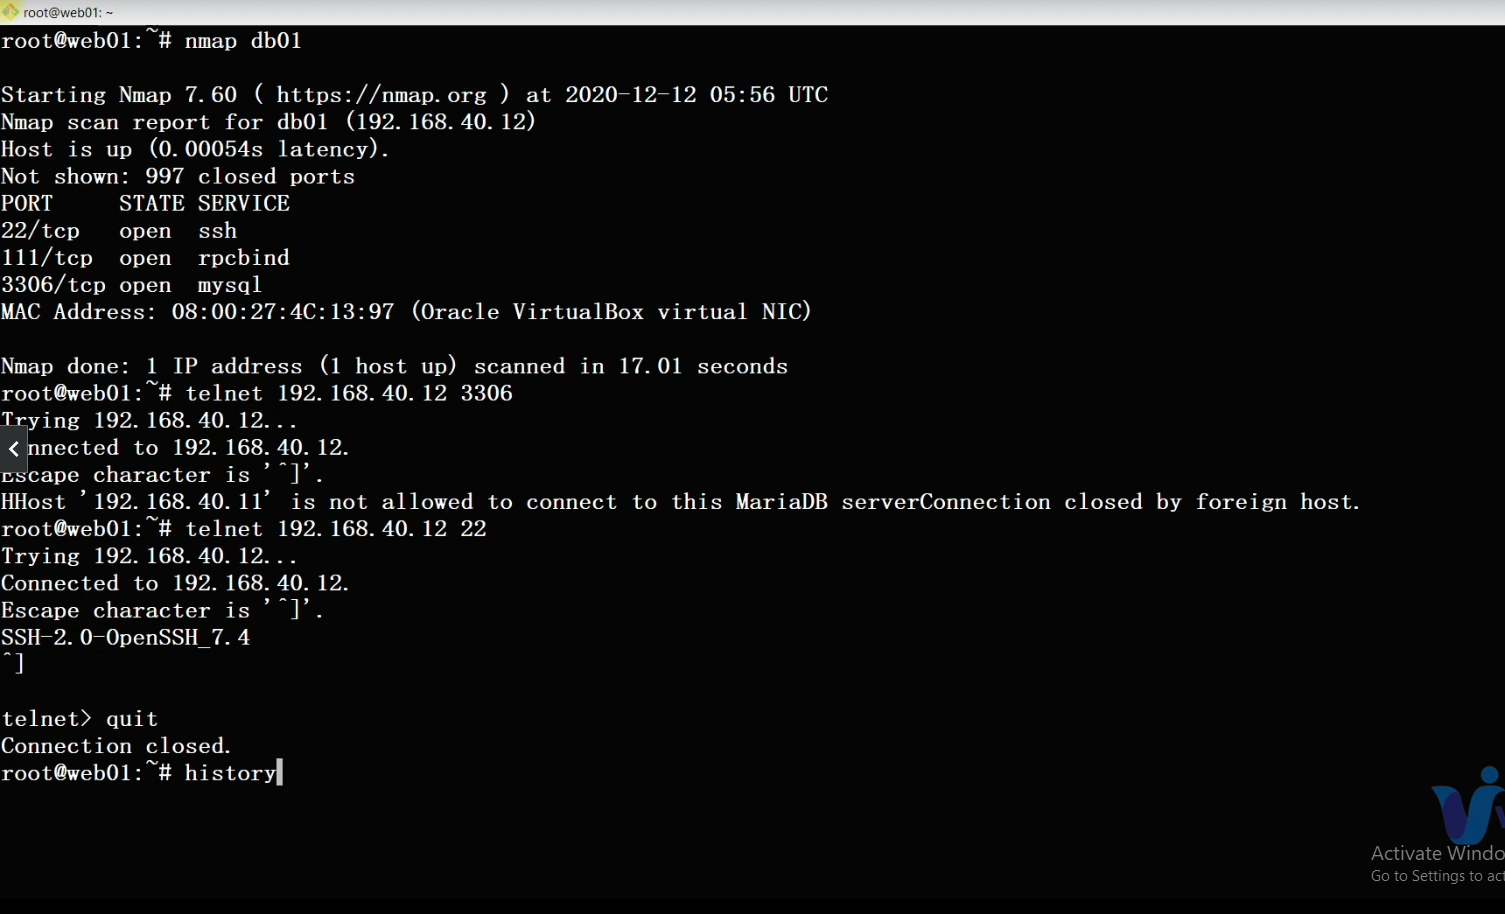 root@web01: ~
root@web01:~# nmap db01
Starting Nmap 7.60 ( https://nmap.org ) at 2020-12-12 05:56 UTC
Nmap scan report for db01 (192.168.40.12)
Host is up (0.00054s latency).
Not shown: 997 closed ports
PORT     STATE SERVICE
22/tcp   open  ssh
111/tcp  open  rpcbind
3306/tcp open  mysql
MAC Address: 08:00:27:4C:13:97 (Oracle VirtualBox virtual NIC)
Nmap done: 1 IP address (1 host up) scanned in 17.01 seconds
root@web01:~# telnet 192.168.40.12 3306
Trying 192.168.40.12...
nnected to 192.168.40.12.
Escape character is '^]'.
HHost '192.168.40.11' is not allowed to connect to this MariaDB serverConnection closed by foreign host.
root@web01:~# telnet 192.168.40.12 22
Trying 192.168.40.12...
Connected to 192.168.40.12.
Escape character is '^]'.
SSH-2.0-OpenSSH_7.4
^]
telnet> quit
Connection closed.
root@web01:~# history
Activate Windo
Go to Settings to act